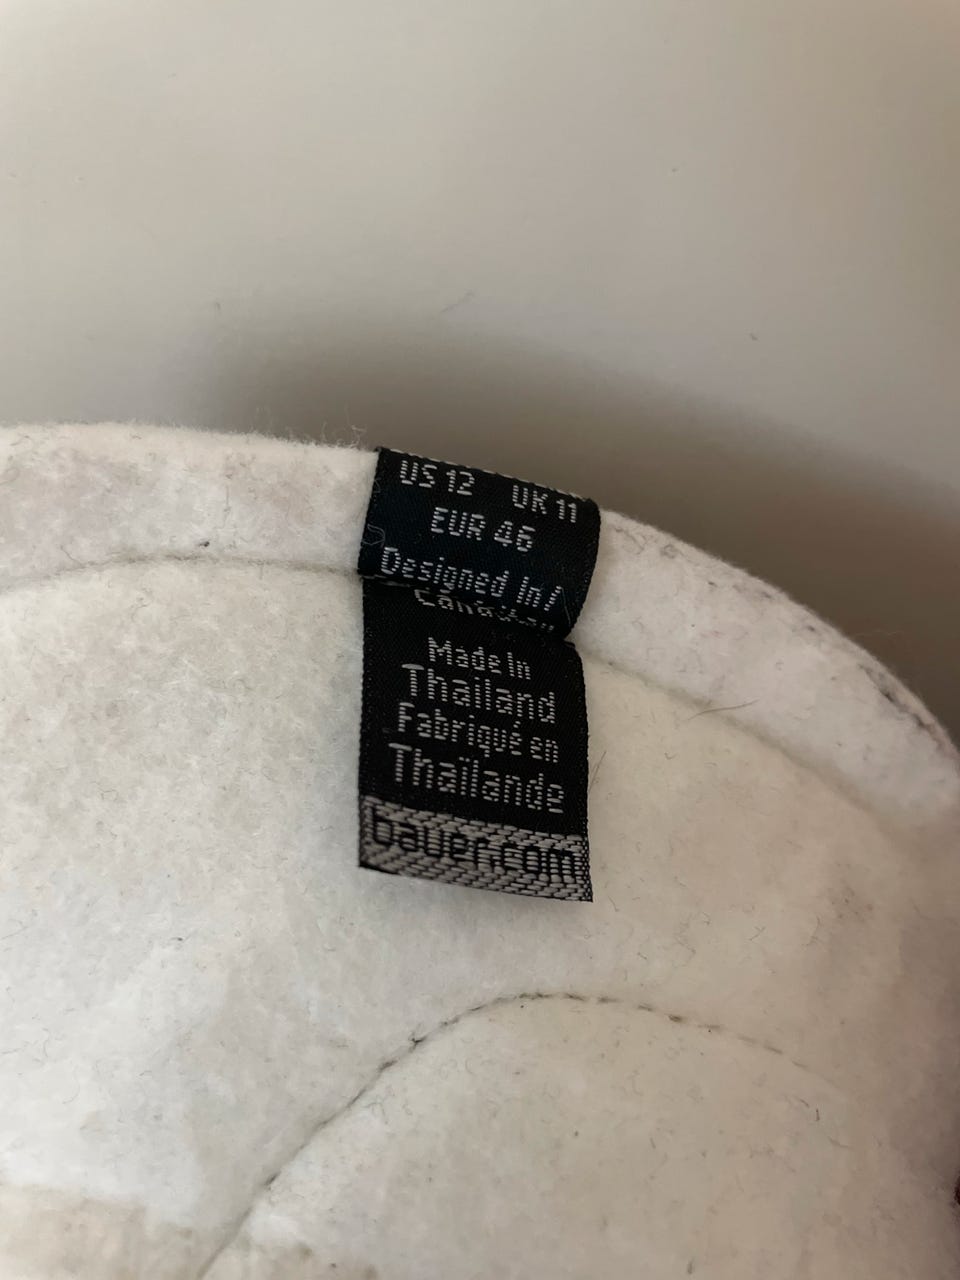 US 12 UK 11
EUR 46
Designed In /
Made In
Thailand
Fabriqué en
Thaïlande
bauer.com